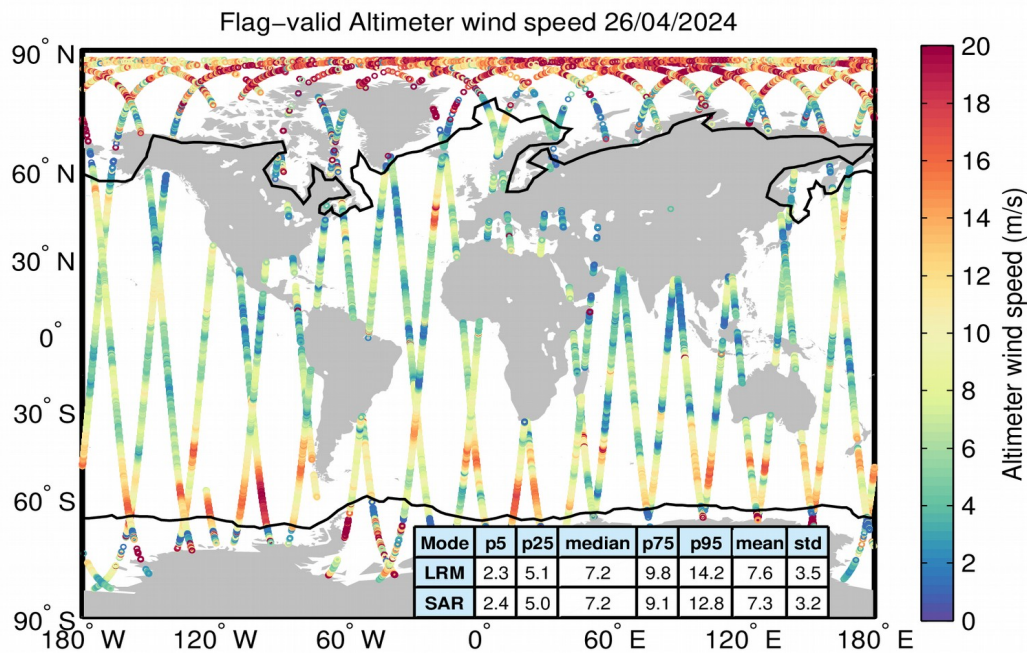 Flag−valid Altimeter wind speed 26/04/2024
90° N
60° N
30° N
0°
30° S
60° S
90° S
180° W
120° W
60° W
0°
60° E
120° E
180° E
Mode p5 p25 median p75 p95 mean std
LRM 2.3 5.1 7.2 9.8 14.2 7.6 3.5
SAR 2.4 5.0 7.2 9.1 12.8 7.3 3.2
20
18
16
14
12
10
8
6
4
2
0
Altimeter wind speed (m/s)